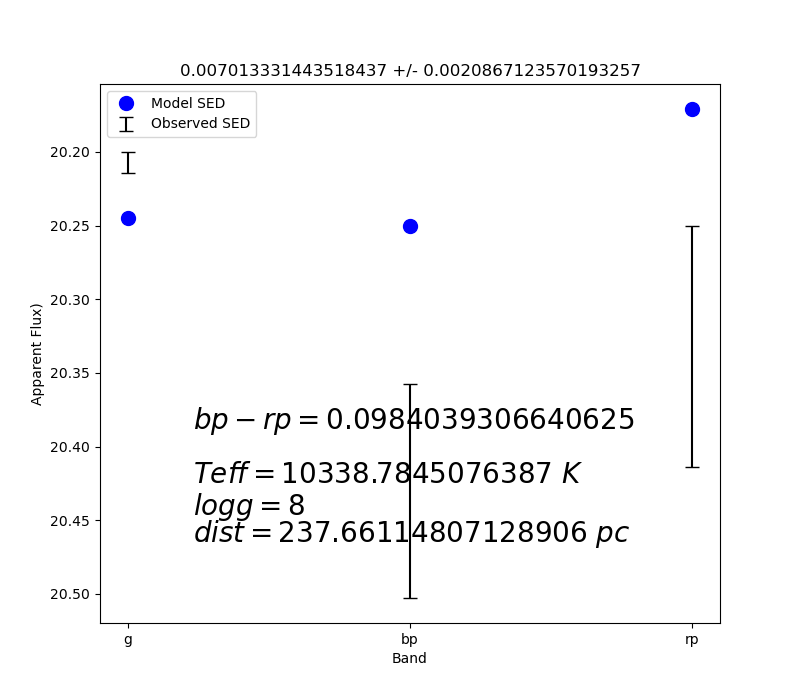 0.007013331443518437 +/- 0.0020867123570193257
Model SED
Observed SED
20.20
20.25
20.30
20.35
20.40
20.45
20.50
Apparent Flux)
bp − rp = 0.0984039306640625
Teff = 10338.7845076387 K
logg = 8
dist = 237.66114807128906 pc
g
bp
rp
Band